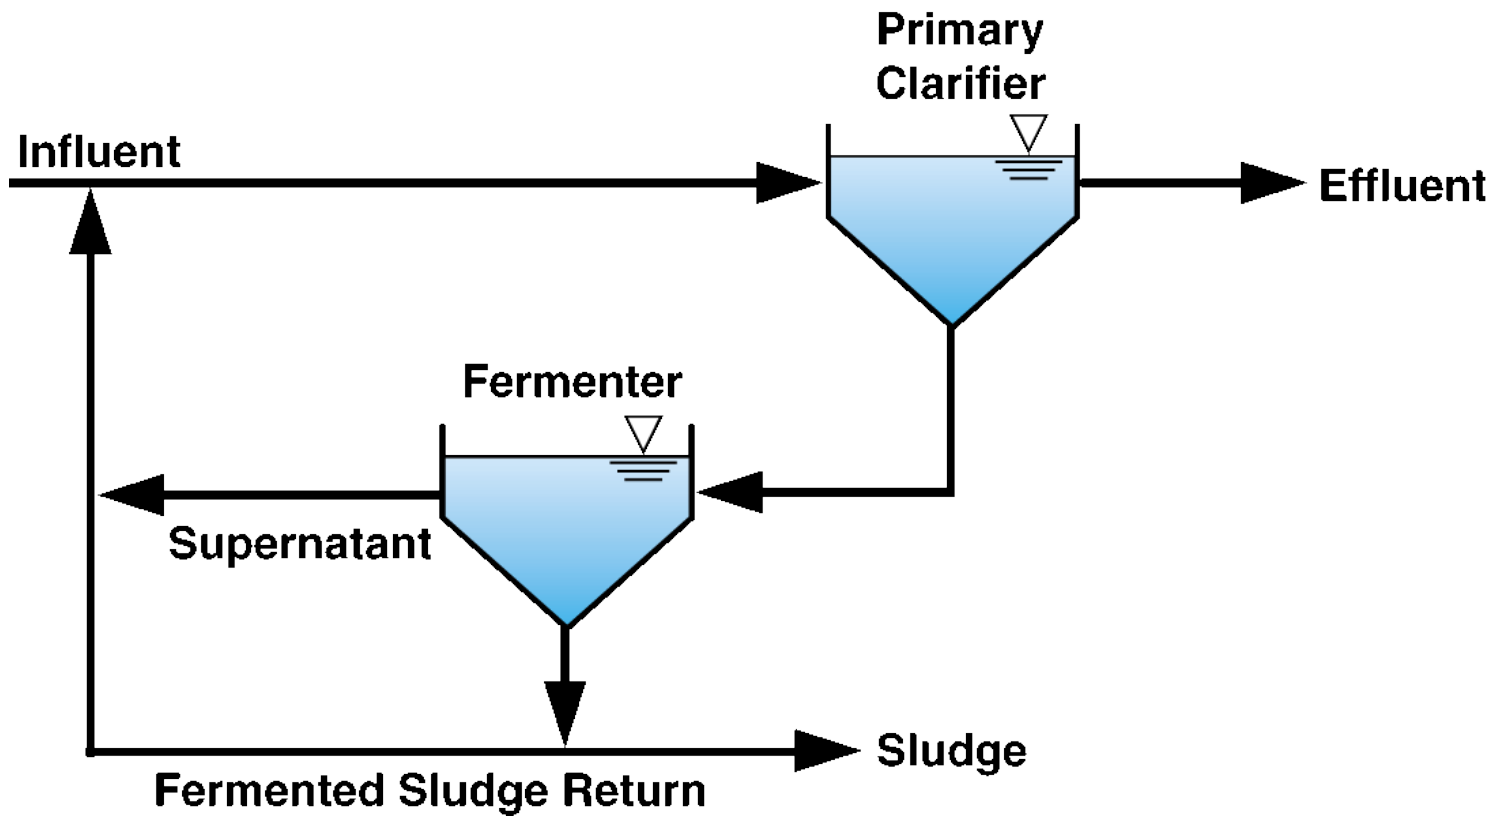 Primary
Clarifier
Influent
Effluent
Fermenter
Supernatant
Sludge
Fermented Sludge Return